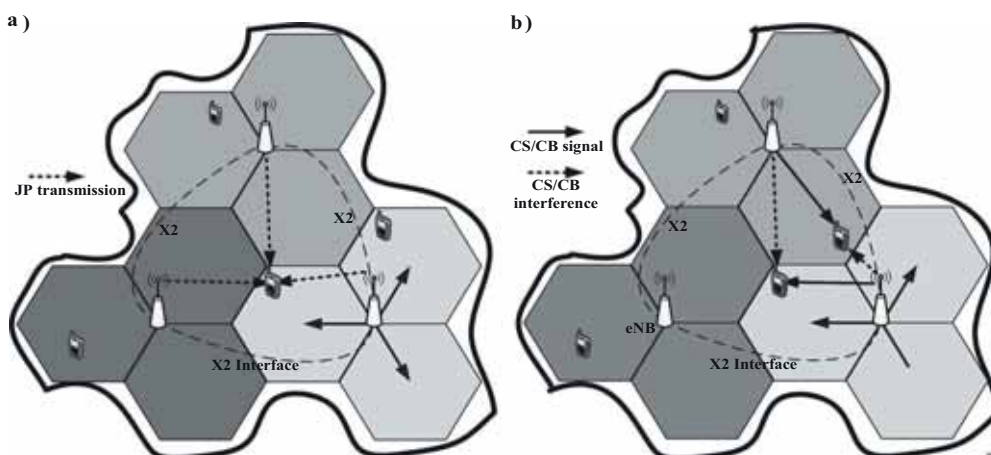 a)
JP transmission
X2
X2
X2 Interface
b)
CS/CB signal
CS/CB
interference
X2
X2
eNB
X2 Interface